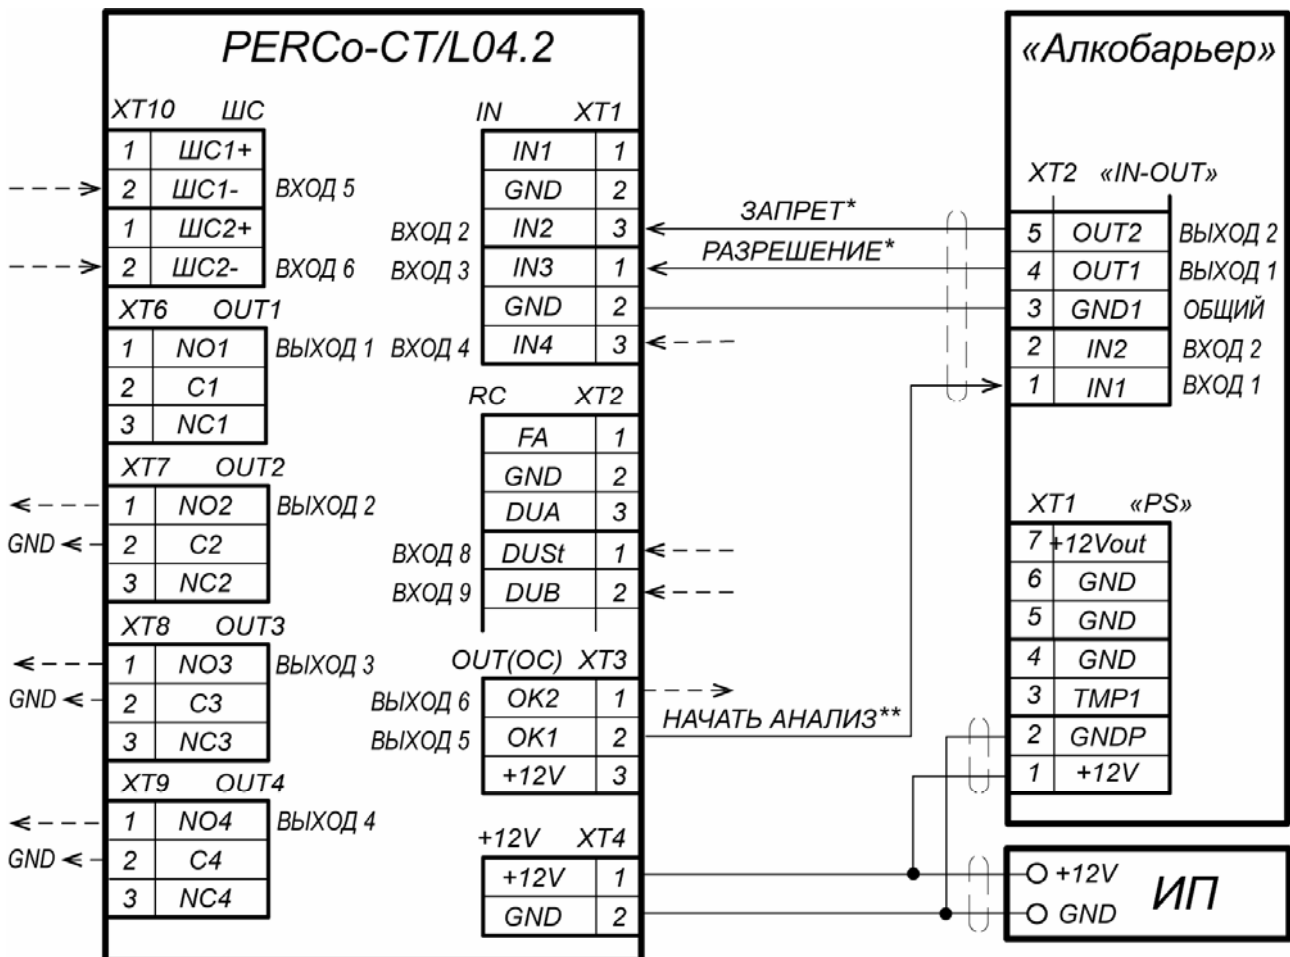 PERCo-CT/L04.2
«Алкобарьер»
XT10 ШС
1 ШС1+
2 ШС1- ВХОД 5
1 ШС2+
2 ШС2- ВХОД 6
XT6 OUT1
1 NO1 ВЫХОД 1
2 C1
3 NC1
XT7 OUT2
1 NO2 ВЫХОД 2
GND 2 C2
3 NC2
XT8 OUT3
1 NO3 ВЫХОД 3
GND 2 C3
3 NC3
XT9 OUT4
1 NO4 ВЫХОД 4
GND 2 C4
3 NC4
IN XT1
IN1 1
GND 2
ВХОД 2 IN2 3
ВХОД 3 IN3 1
GND 2
ВХОД 4 IN4 3
RC XT2
FA 1
GND 2
DUA 3
ВХОД 8 DUSt 1
ВХОД 9 DUB 2
OUT(OC) XT3
ВЫХОД 6 OK2 1
ВЫХОД 5 OK1 2
+12V 3
+12V XT4
+12V 1
GND 2
ЗАПРЕТ*
РАЗРЕШЕНИЕ*
НАЧАТЬ АНАЛИЗ**
XT2 «IN-OUT»
5 OUT2 ВЫХОД 2
4 OUT1 ВЫХОД 1
3 GND1 ОБЩИЙ
2 IN2 ВХОД 2
1 IN1 ВХОД 1
XT1 «PS»
7 +12Vout
6 GND
5 GND
4 GND
3 TMP1
2 GNDP
1 +12V
+12V
GND
ИП